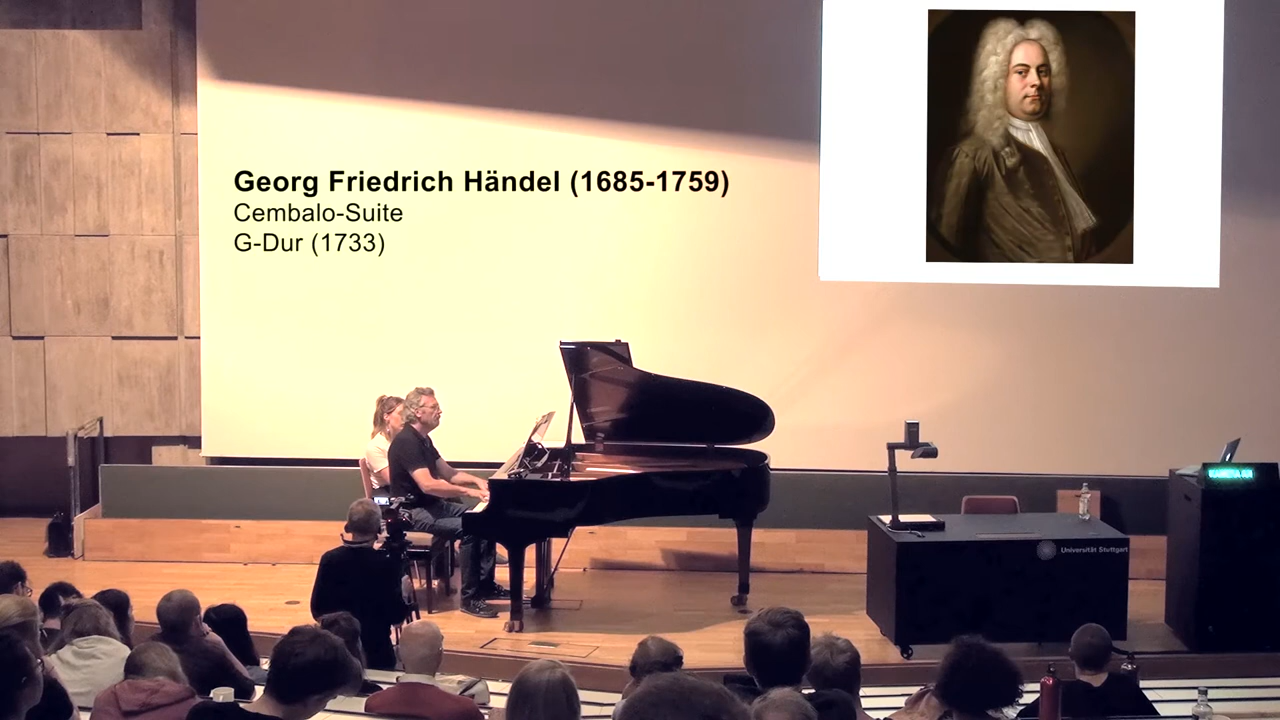 Georg Friedrich Händel (1685-1759)
Cembalo-Suite
G-Dur (1733)
Universität Stuttgart